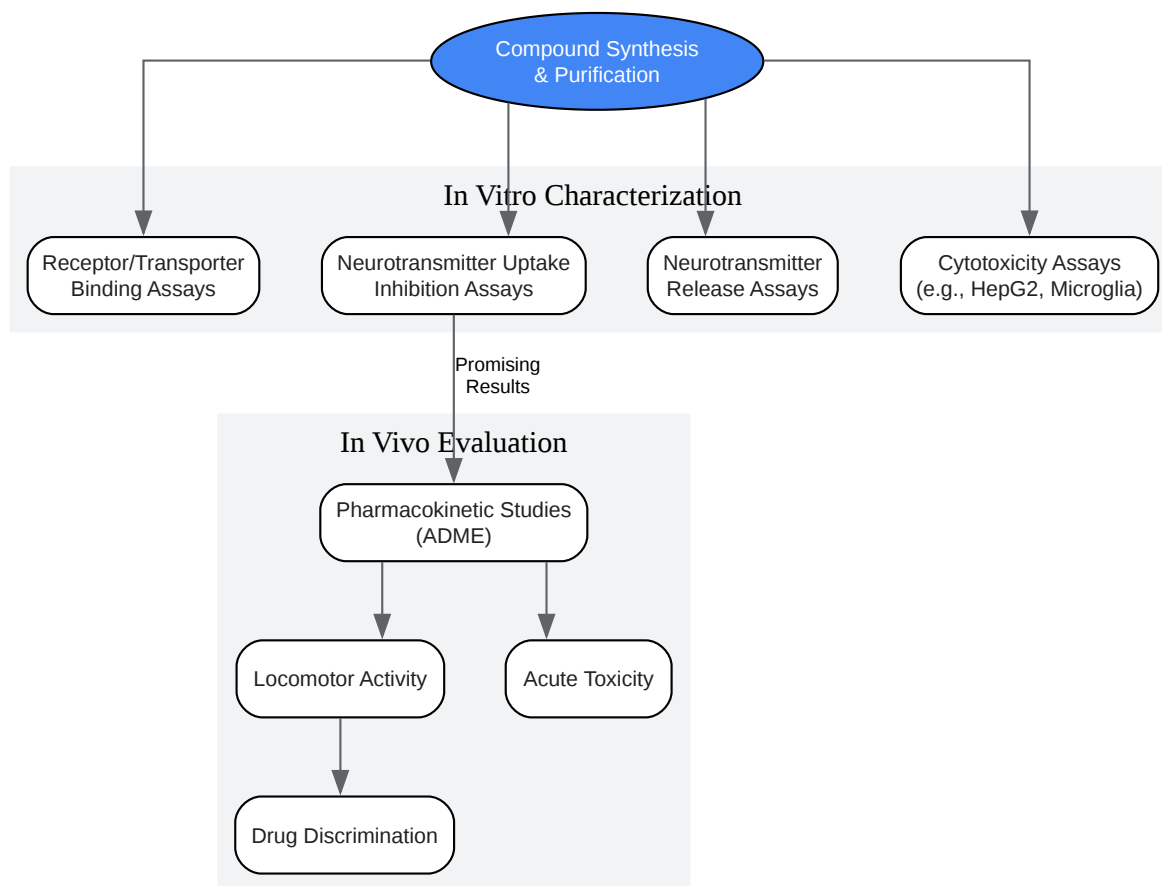 Compound Synthesis
& Purification
In Vitro Characterization
Receptor/Transporter
Binding Assays
Neurotransmitter Uptake
Inhibition Assays
Neurotransmitter
Release Assays
Cytotoxicity Assays
(e.g., HepG2, Microglia)
Promising
Results
In Vivo Evaluation
Pharmacokinetic Studies
(ADME)
Locomotor Activity
Acute Toxicity
Drug Discrimination